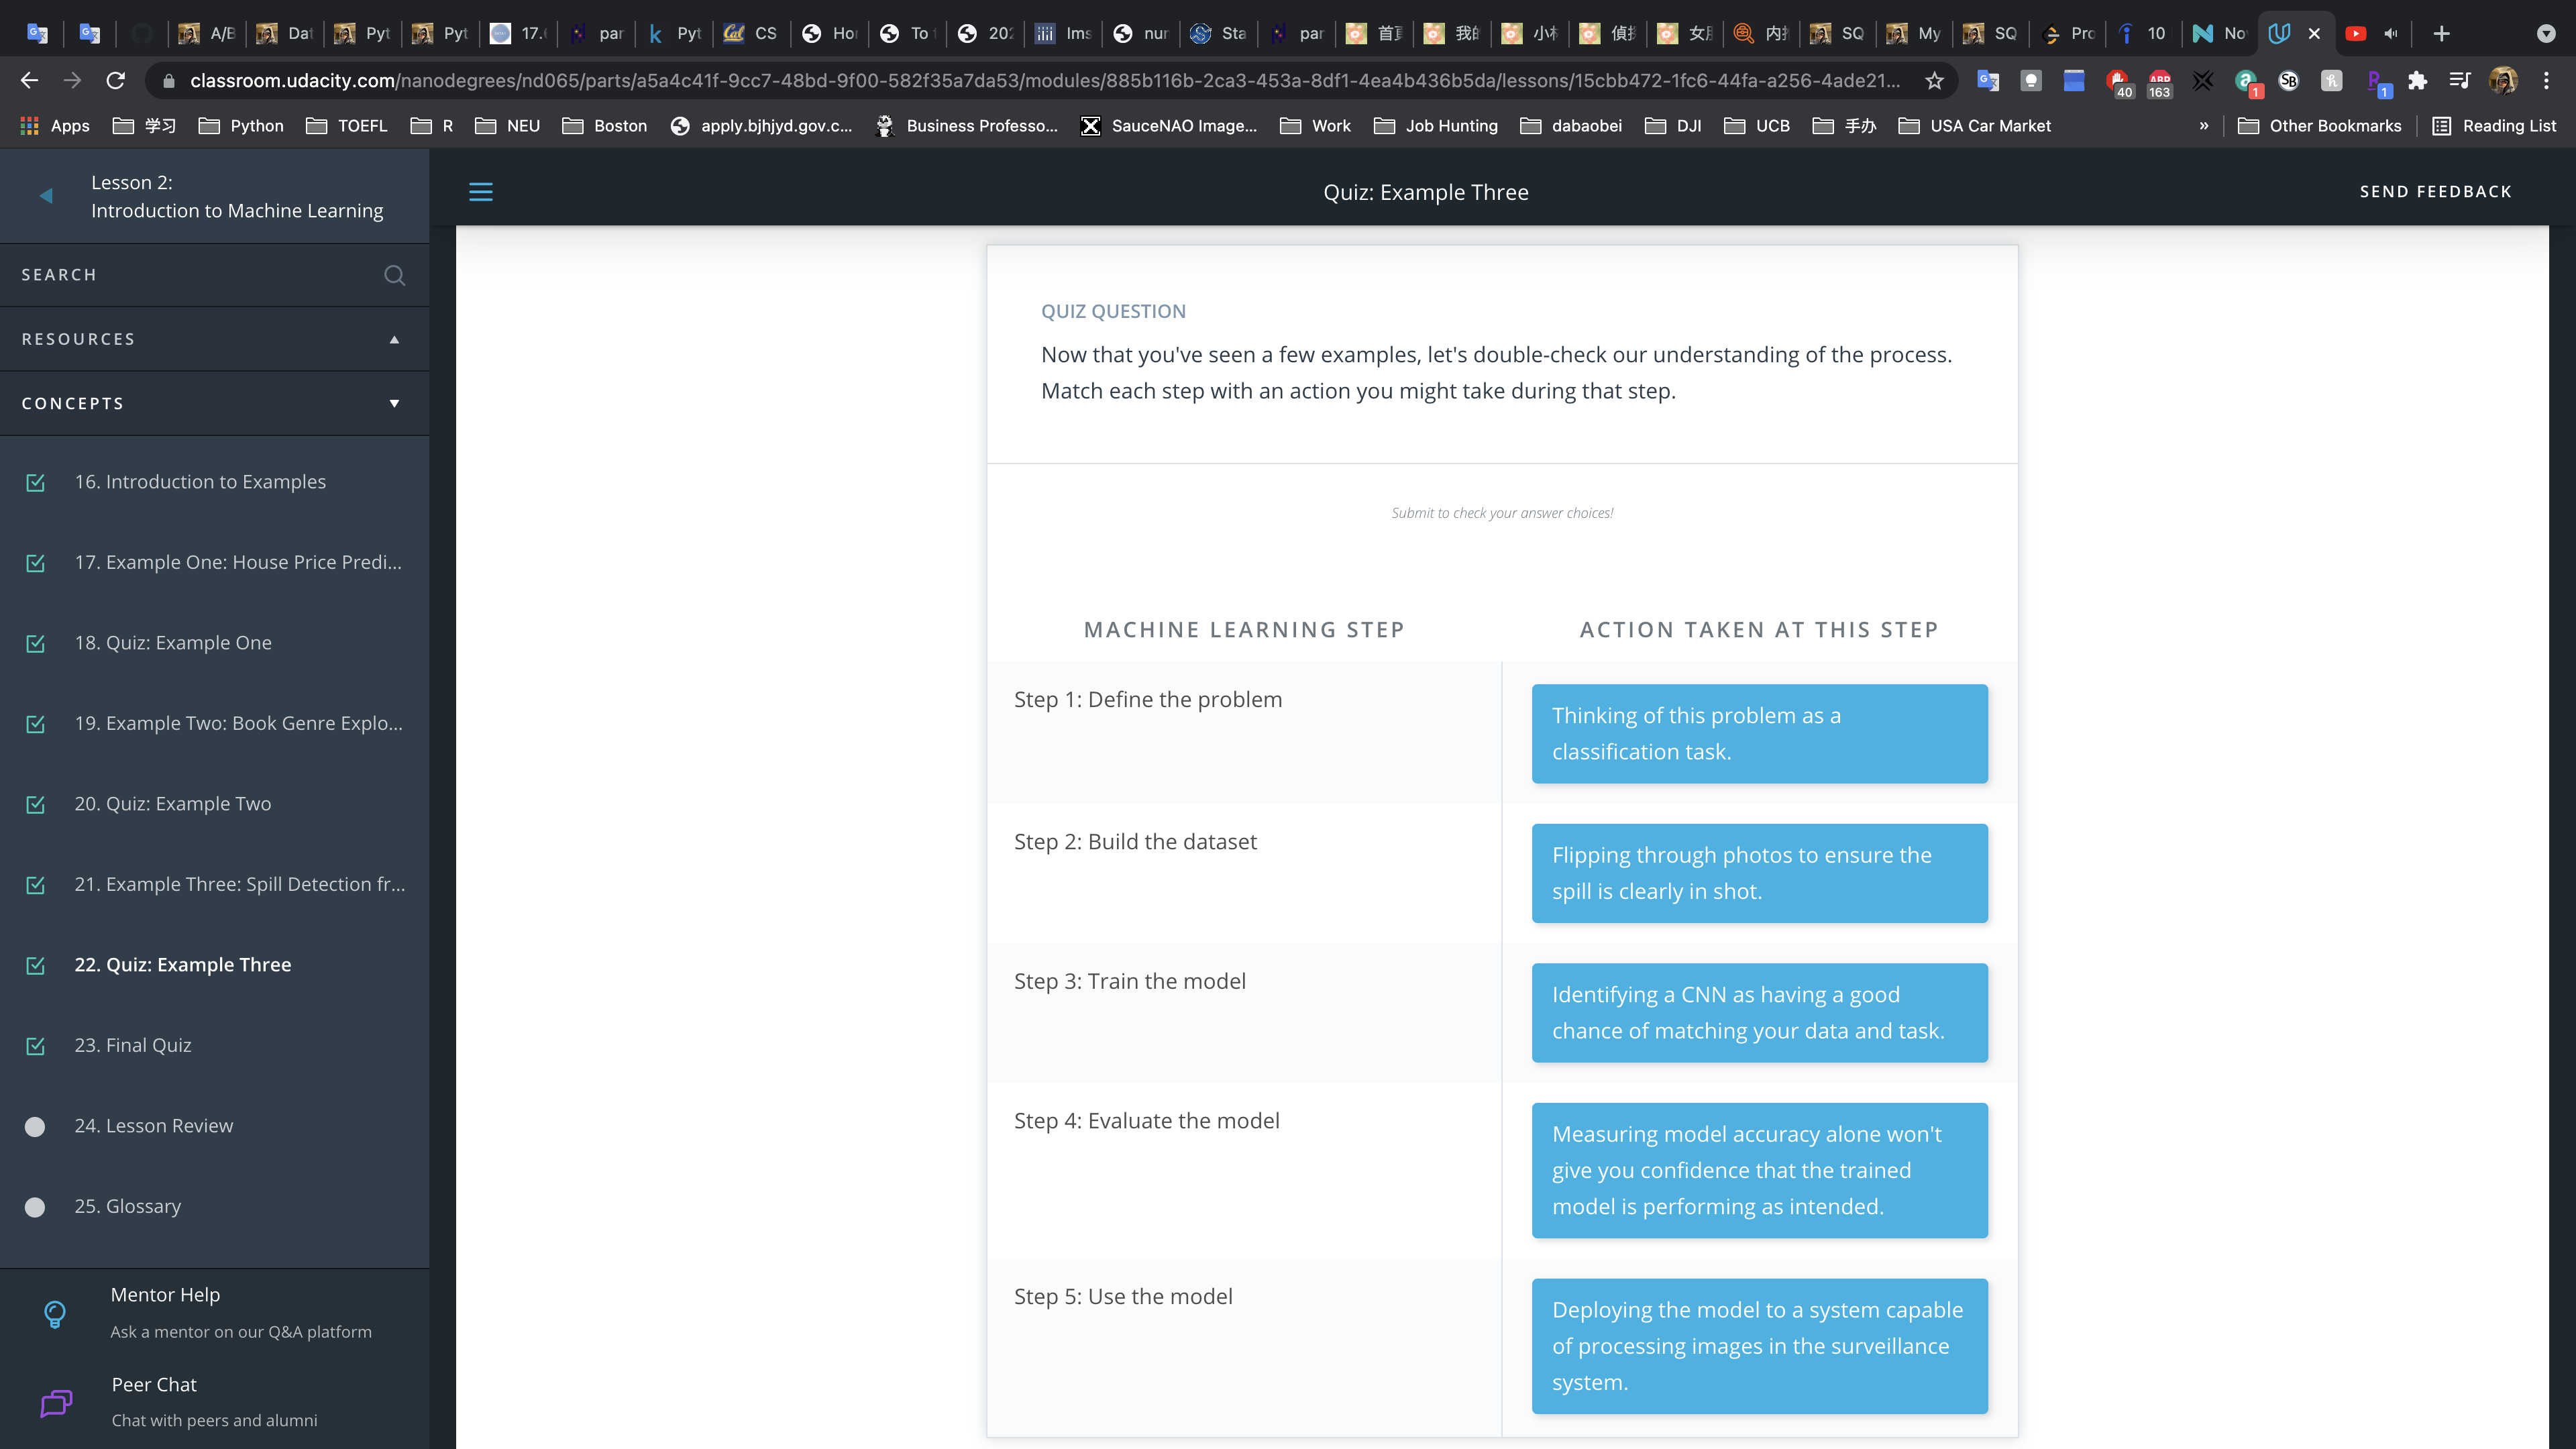 A/B
Dat
Pyt
Pyt
17.
par
Pyt
CS
To
202
Ims
Sta
par
首頁
我的
女
SQ
My
SQ
Pro
10
No
classroom.udacity.com/nanodegrees/nd065/parts/a5a4c41f-9cc7-48bd-9f00-582f35a7da53/modules/885b116b-2ca3-453a-8df1-4ea4b436b5da/lessons/15cbb472-1fc6-44fa-a256-4ade21...
40
ABP
163
1
SB
1
Apps
学习
Python
TOEFL
R
NEU
Boston
apply.bjhjyd.gov.c...
Business Professo...
SauceNAO Image...
Work
Job Hunting
dabaobei
DJI
UCB
手办
USA Car Market
»
Other Bookmarks
Reading List
Lesson 2:
Introduction to Machine Learning
SEARCH
RESOURCES
CONCEPTS
16. Introduction to Examples
17. Example One: House Price Predi...
18. Quiz: Example One
19. Example Two: Book Genre Explo...
20. Quiz: Example Two
21. Example Three: Spill Detection fr...
22. Quiz: Example Three
23. Final Quiz
24. Lesson Review
25. Glossary
Mentor Help
Ask a mentor on our Q&A platform
Peer Chat
Chat with peers and alumni
Quiz: Example Three
SEND FEEDBACK
QUIZ QUESTION
Now that you've seen a few examples, let's double-check our understanding of the process.
Match each step with an action you might take during that step.
Submit to check your answer choices!
MACHINE LEARNING STEP
ACTION TAKEN AT THIS STEP
Step 1: Define the problem
Thinking of this problem as a
classification task.
Step 2: Build the dataset
Flipping through photos to ensure the
spill is clearly in shot.
Step 3: Train the model
Identifying a CNN as having a good
chance of matching your data and task.
Step 4: Evaluate the model
Measuring model accuracy alone won't
give you confidence that the trained
model is performing as intended.
Step 5: Use the model
Deploying the model to a system capable
of processing images in the surveillance
system.